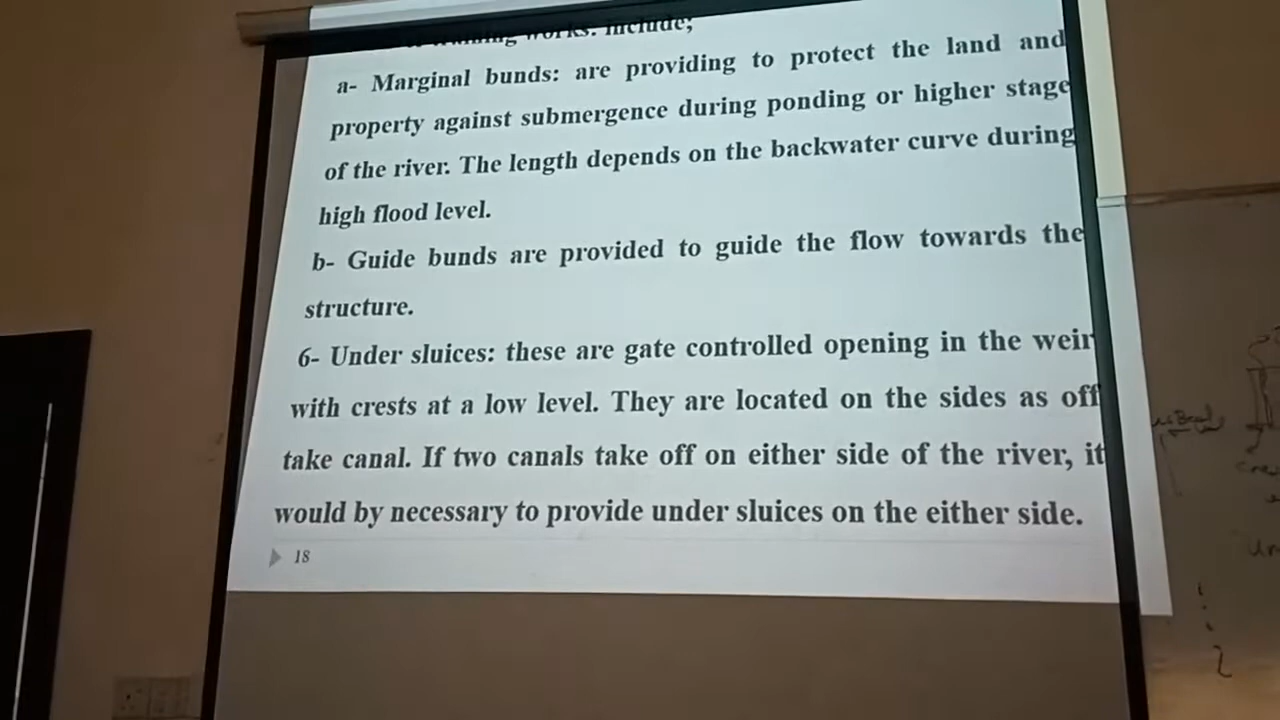 works: include;
a- Marginal bunds: are providing to protect the land and
property against submergence during ponding or higher stage
of the river. The length depends on the backwater curve during
high flood level.
b- Guide bunds are provided to guide the flow towards the
structure.
6- Under sluices: these are gate controlled opening in the weir
with crests at a low level. They are located on the sides as off
take canal. If two canals take off on either side of the river, it
would by necessary to provide under sluices on the either side.
18